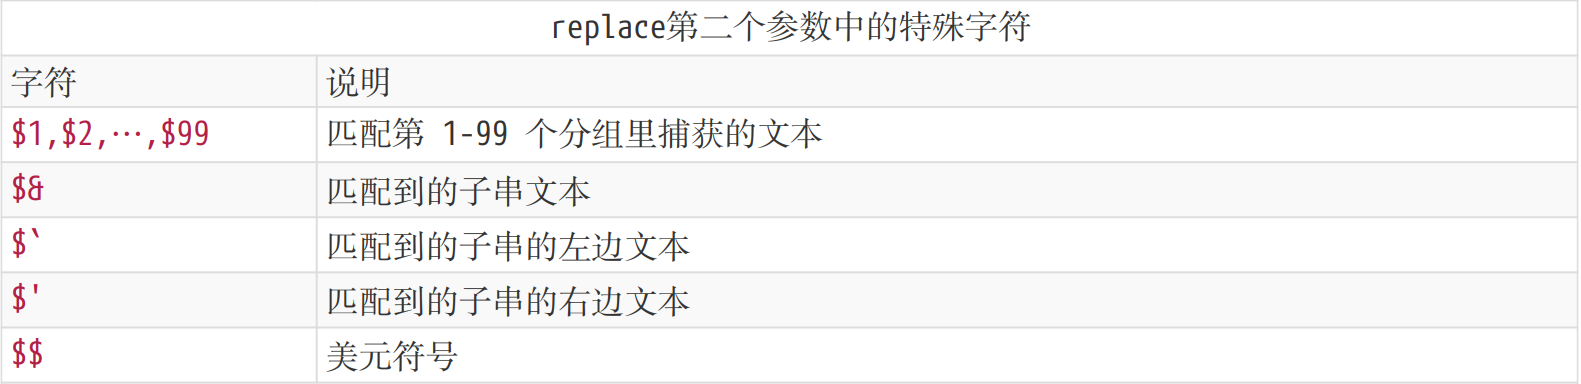 replace第二个参数中的特殊字符
字符 说明
$1,$2,…,$99 匹配第 1-99 个分组里捕获的文本
$& 匹配到的子串文本
$` 匹配到的子串的左边文本
$' 匹配到的子串的右边文本
$$ 美元符号